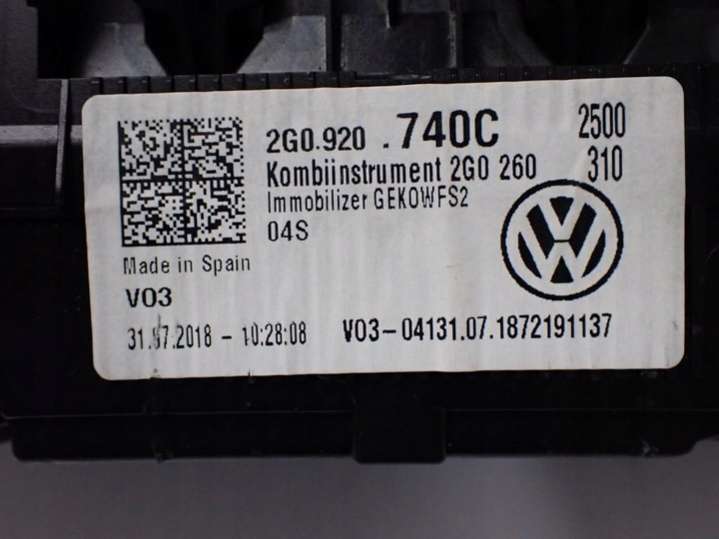 2G0.920 .740C 2500
Kombiinstrument 2G0 260 310
Immobilizer GEKOWFS2
04S
Made in Spain
V03
31.07.2018 - 10:28:08 V03-04131.07.1872191137